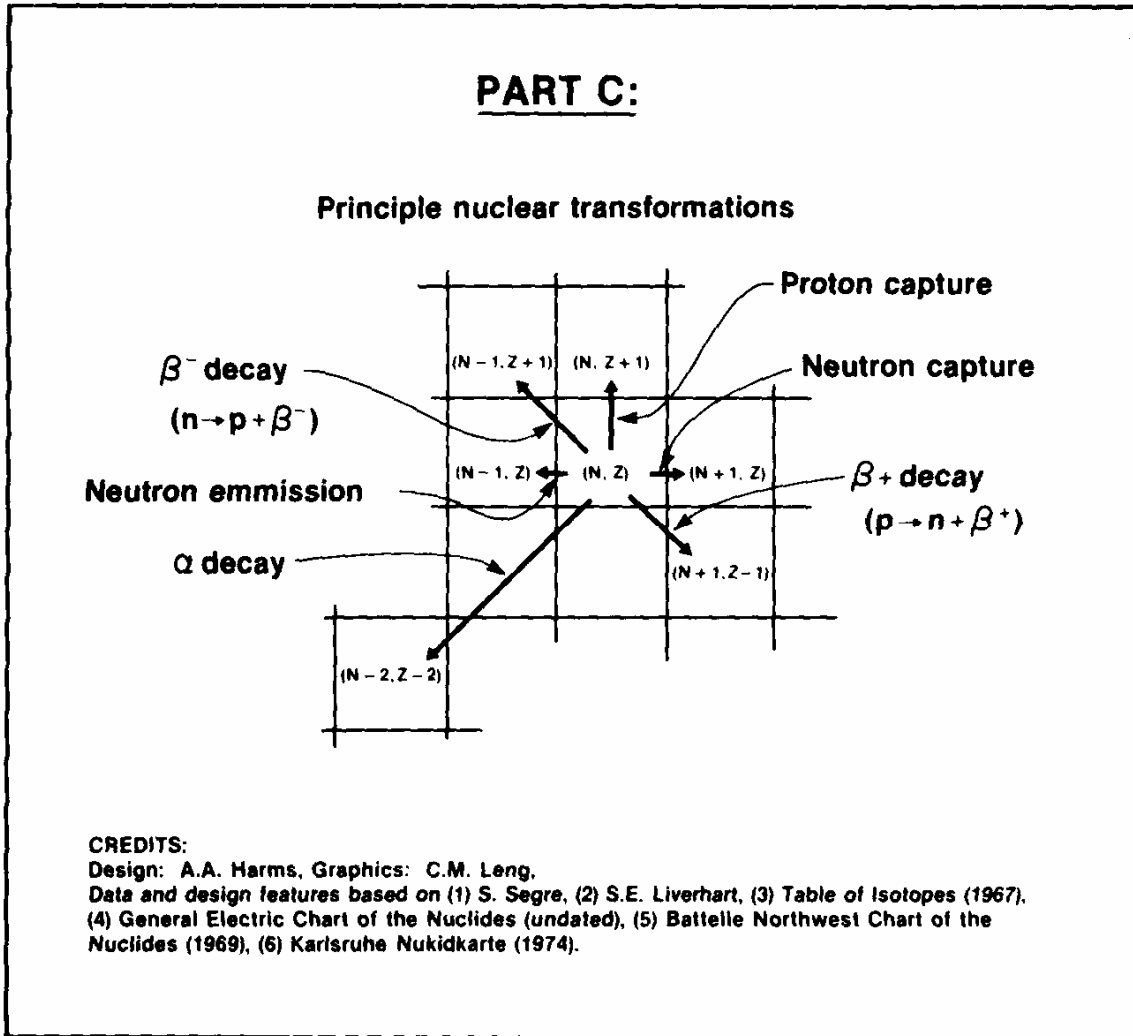 PART C:
Principle nuclear transformations
Proton capture
(N – 1, Z + 1) (N, Z + 1)
β⁻ decay
Neutron capture
(n → p + β⁻)
(N – 1, Z) (N, Z) (N + 1, Z)
β+ decay
Neutron emmission
(p → n + β⁺)
α decay
(N + 1, Z – 1)
(N – 2, Z – 2)
CREDITS:
Design: A.A. Harms, Graphics: C.M. Leng,
Data and design features based on (1) S. Segre, (2) S.E. Liverhart, (3) Table of Isotopes (1967),
(4) General Electric Chart of the Nuclides (undated), (5) Battelle Northwest Chart of the
Nuclides (1969), (6) Karlsruhe Nukidkarte (1974).